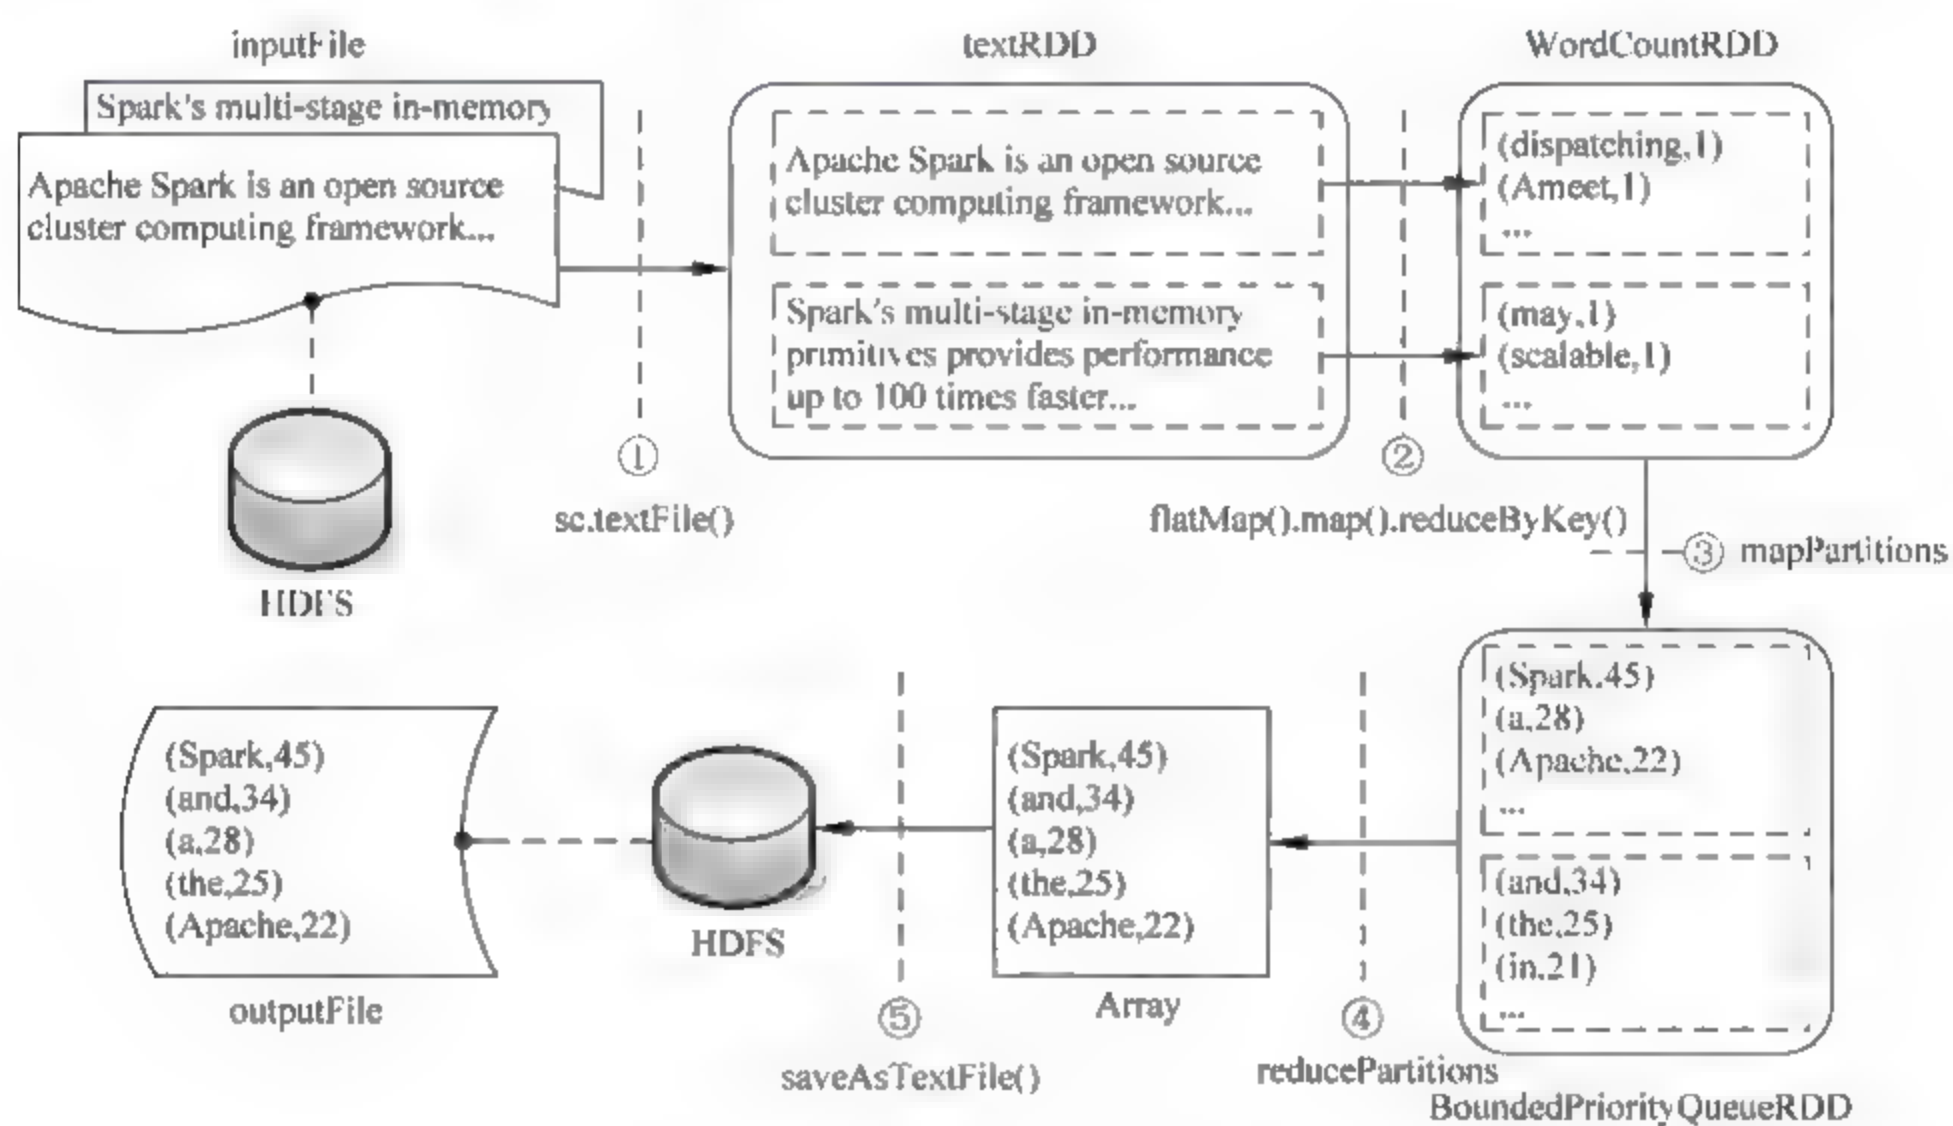 inputFile
Spark's multi-stage in-memory
Apache Spark is an open source
cluster computing framework...
HDFS
①
sc.textFile()
textRDD
Apache Spark is an open source
cluster computing framework...
Spark's multi-stage in-memory
primitives provides performance
up to 100 times faster...
②
flatMap().map().reduceByKey()
WordCountRDD
(dispatching,1)
(Ameet,1)
...
(may,1)
(scalable,1)
...
③ mapPartitions
(Spark,45)
(a,28)
(Apache,22)
...
(and,34)
(the,25)
(in,21)
...
BoundedPriorityQueueRDD
④
reducePartitions
(Spark,45)
(and,34)
(a,28)
(the,25)
(Apache,22)
Array
⑤
saveAsTextFile()
HDFS
(Spark,45)
(and,34)
(a,28)
(the,25)
(Apache,22)
outputFile